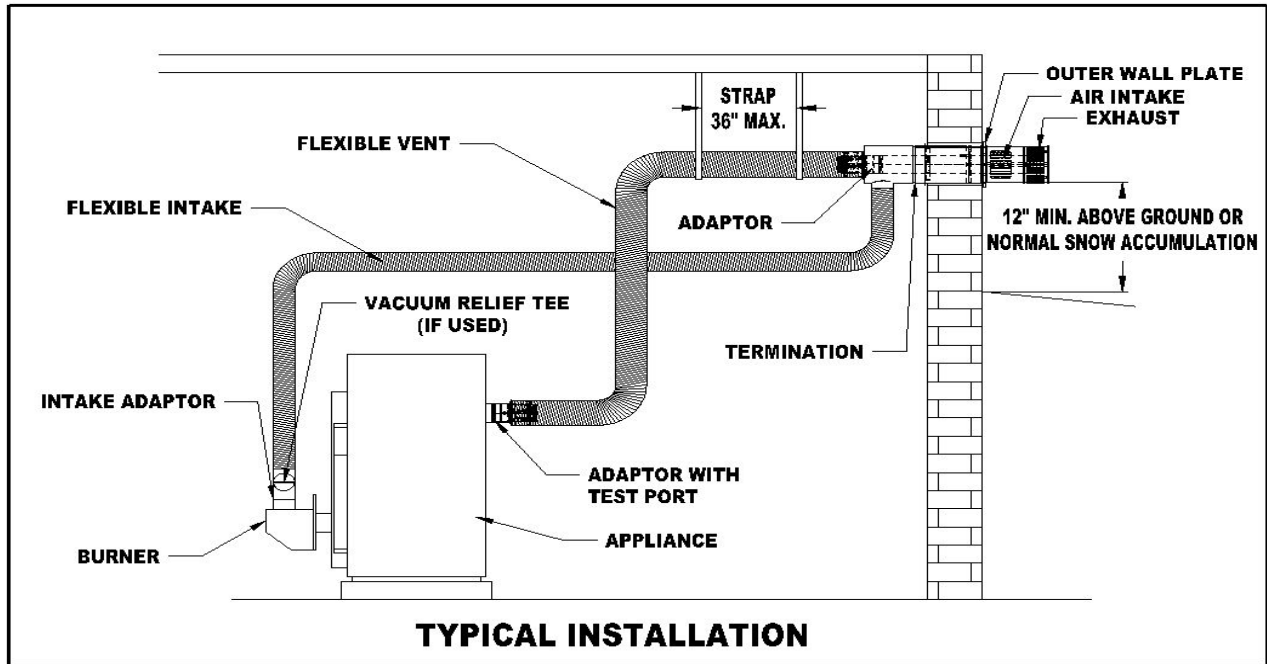 OUTER WALL PLATE
AIR INTAKE
EXHAUST
STRAP
36" MAX.
FLEXIBLE VENT
FLEXIBLE INTAKE
ADAPTOR
12" MIN. ABOVE GROUND OR
NORMAL SNOW ACCUMULATION
VACUUM RELIEF TEE
(IF USED)
TERMINATION
INTAKE ADAPTOR
ADAPTOR WITH
TEST PORT
APPLIANCE
BURNER
TYPICAL INSTALLATION